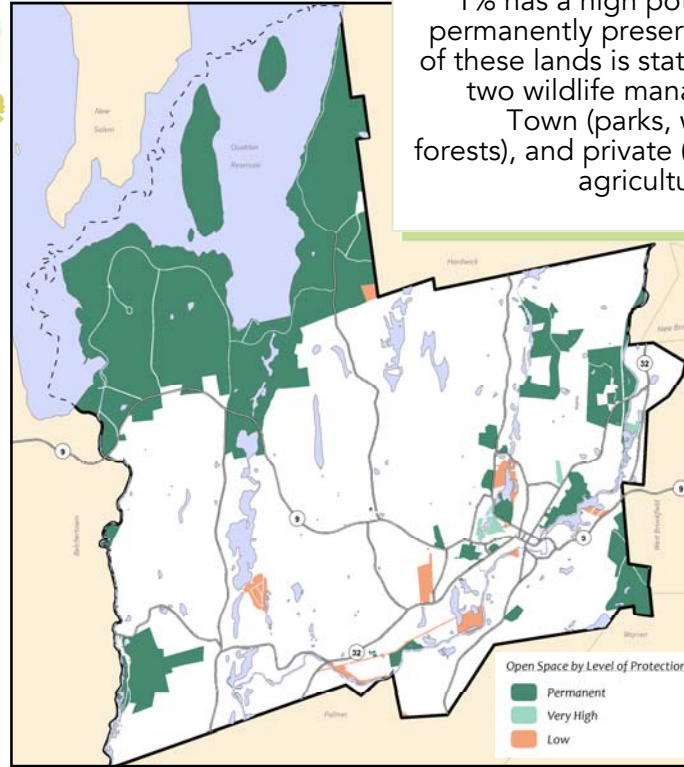 1% has a high pot
permanently preser
of these lands is stat
two wildlife mana
Town (parks, w
forests), and private (
agricultu
New
Salem
Quabbin
Reservoir
Hardwick
New Br
32
9
9
9
9
Belchertown
West Brookfield
32
Warren
Palmer
Open Space by Level of Protection
Permanent
Very High
Low